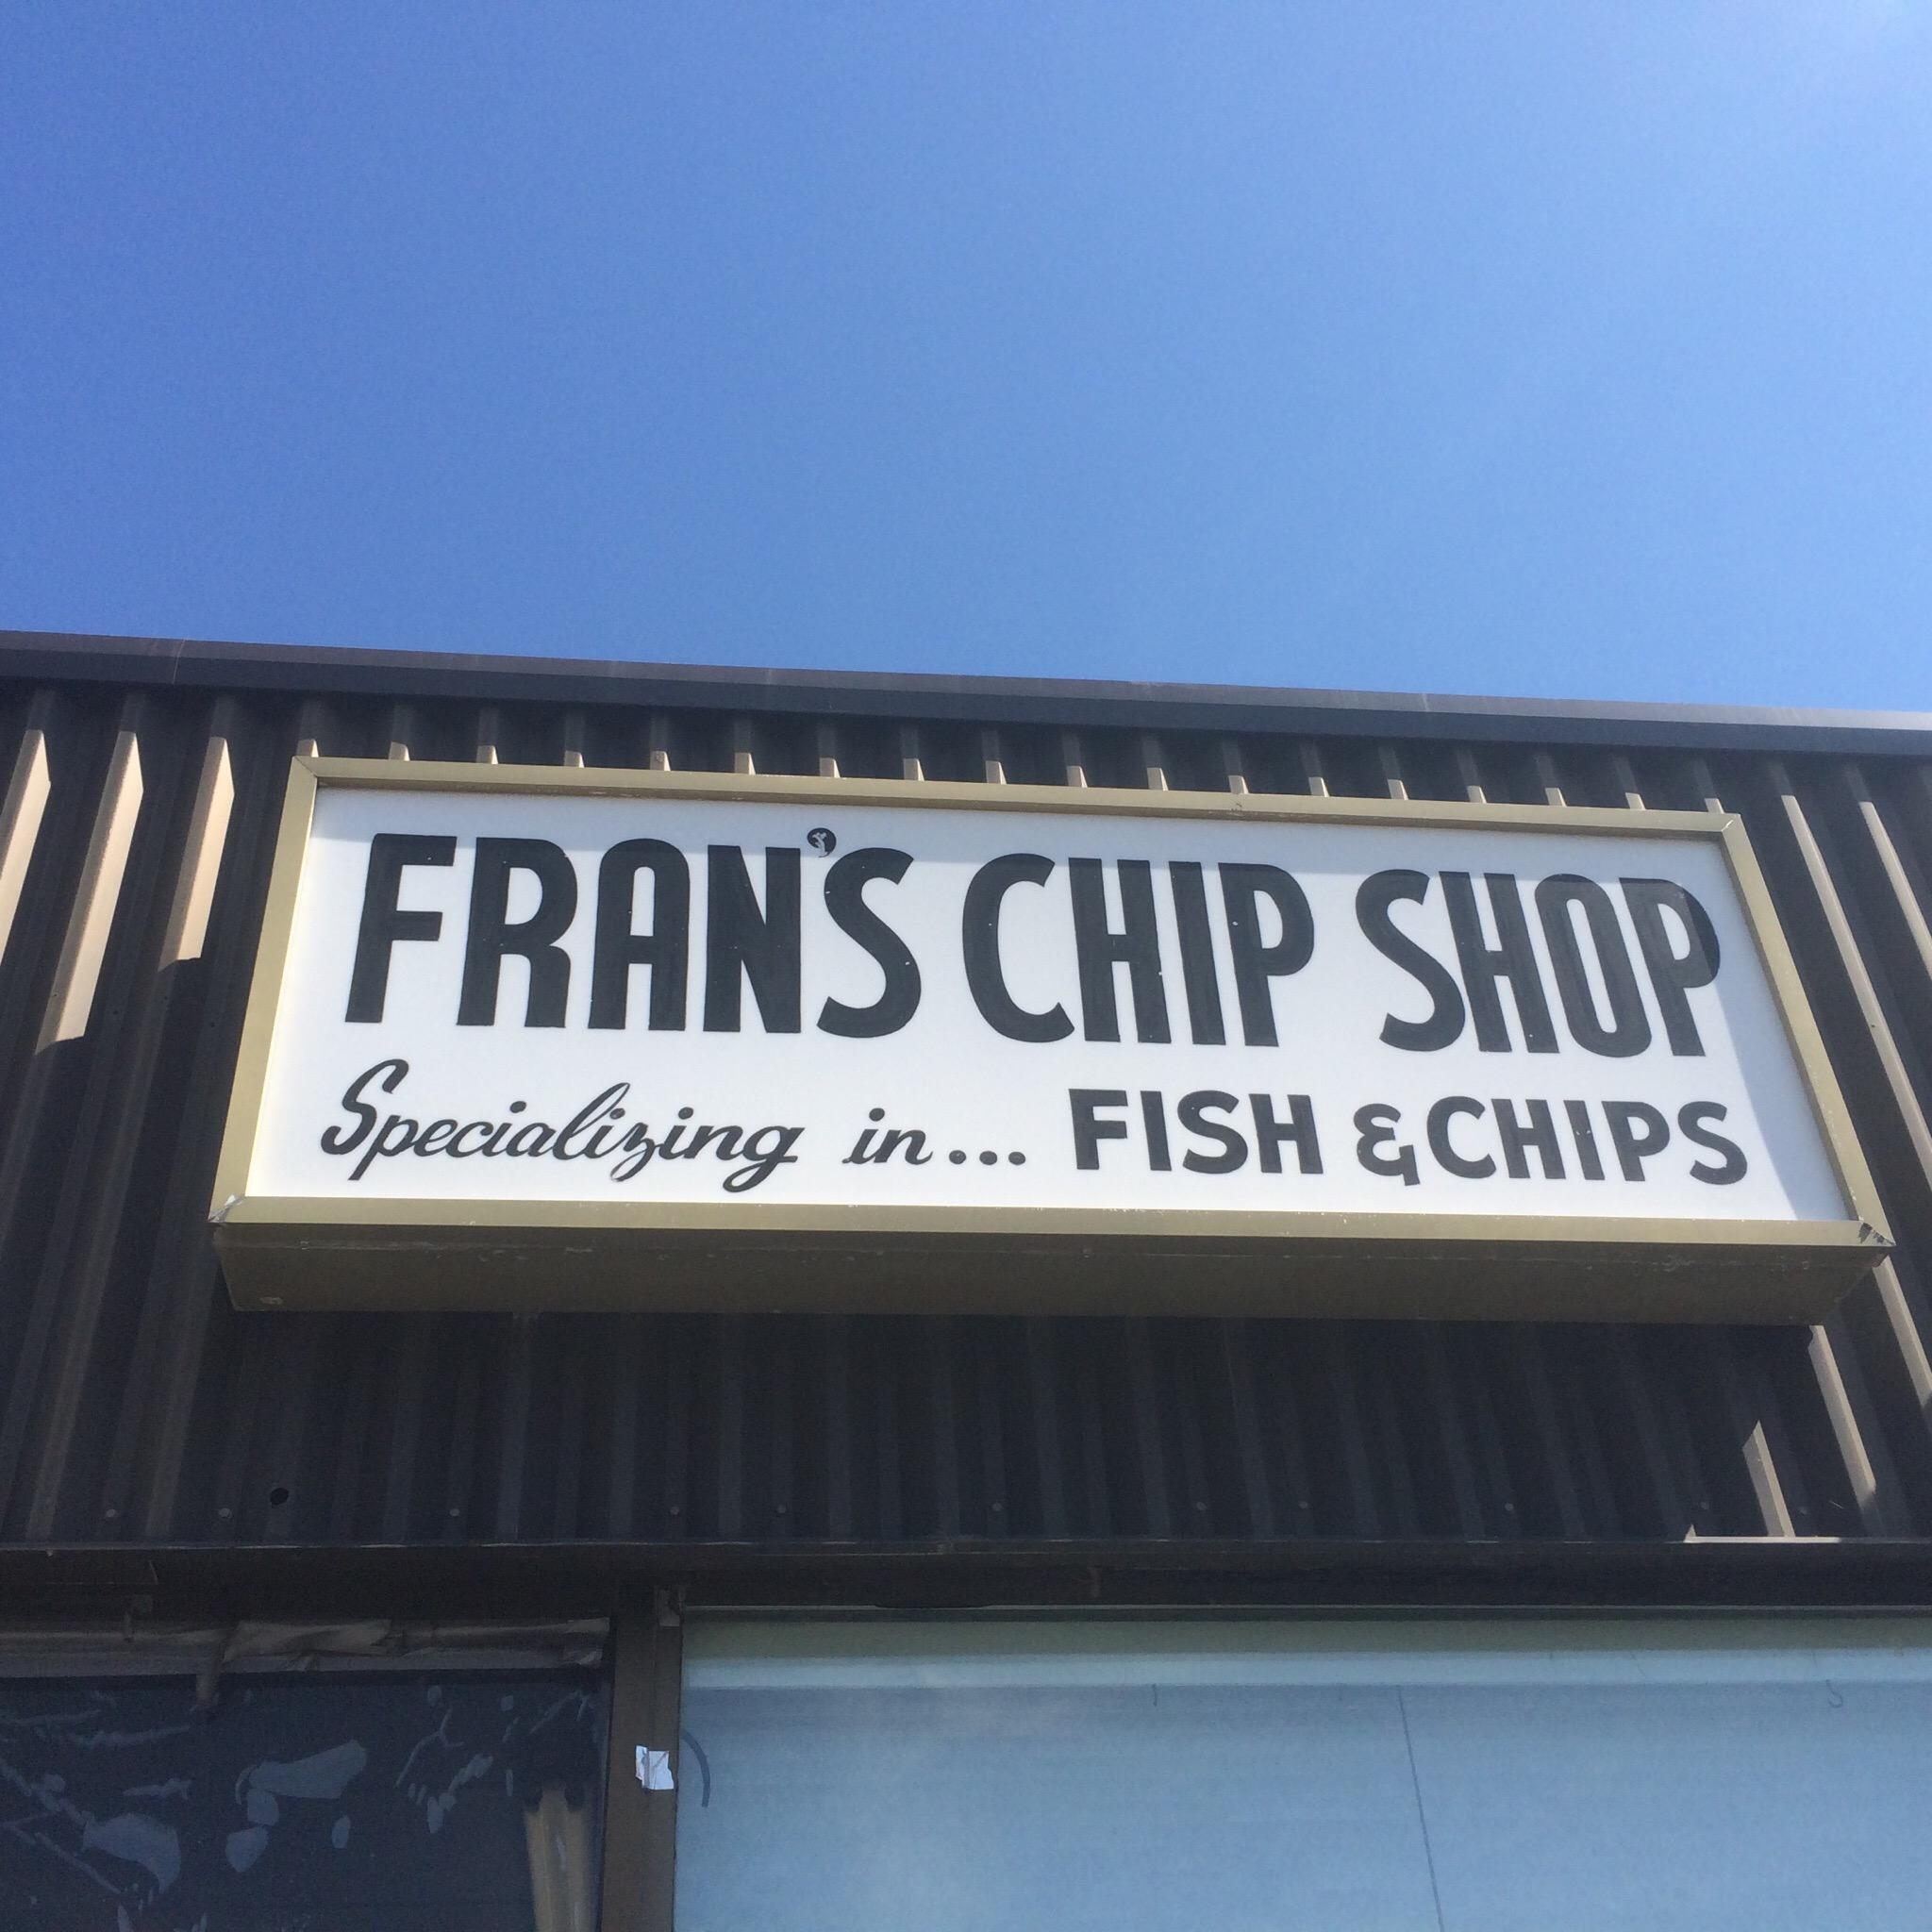 FRAN'S CHIP SHOP
Specializing in... FISH & CHIPS